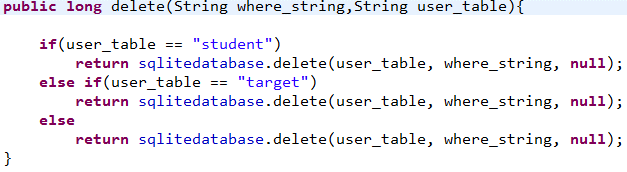 public long delete(String where_string,String user_table){
if(user_table == "student")
return sqlitedatabase.delete(user_table, where_string, null);
else if(user_table == "target")
return sqlitedatabase.delete(user_table, where_string, null);
else
return sqlitedatabase.delete(user_table, where_string, null);
}